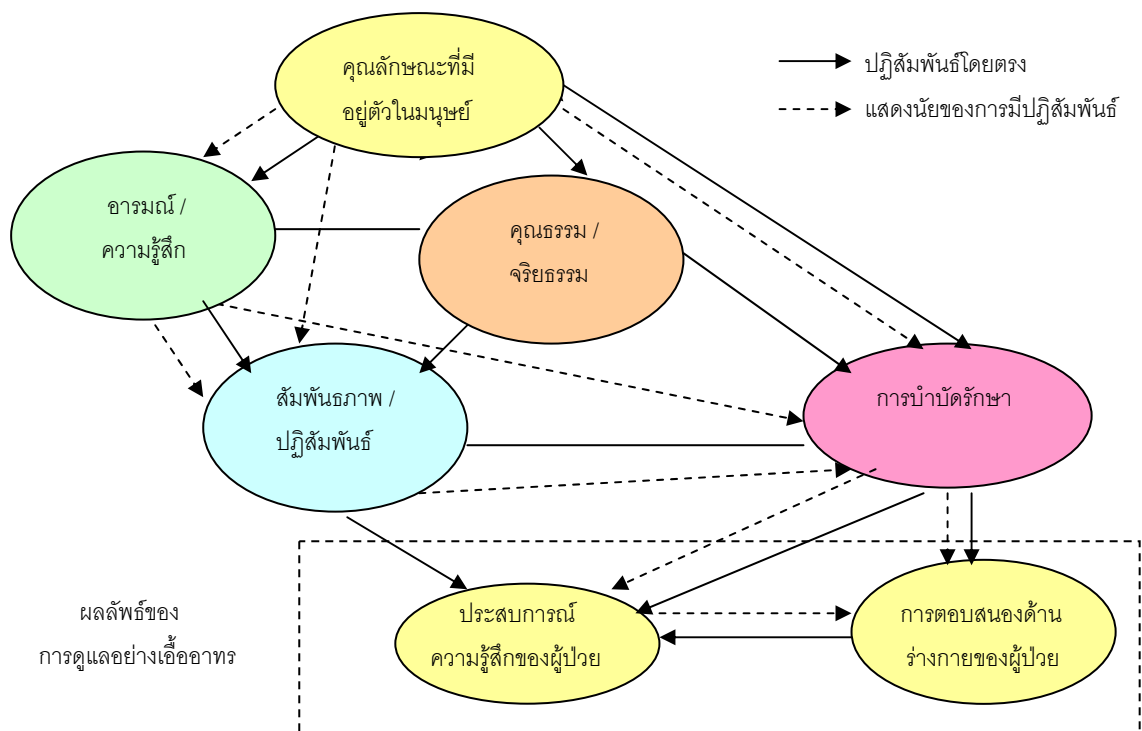 คุณลักษณะที่มี
อยู่ตัวในมนุษย์
ปฏิสัมพันธ์โดยตรง
แสดงนัยของการมีปฏิสัมพันธ์
อารมณ์ /
ความรู้สึก
คุณธรรม /
จริยธรรม
สัมพันธภาพ /
ปฏิสัมพันธ์
การบำบัดรักษา
ผลลัพธ์ของ
การดูแลอย่างเอื้ออาทร
ประสบการณ์
ความรู้สึกของผู้ป่วย
การตอบสนองด้าน
ร่างกายของผู้ป่วย